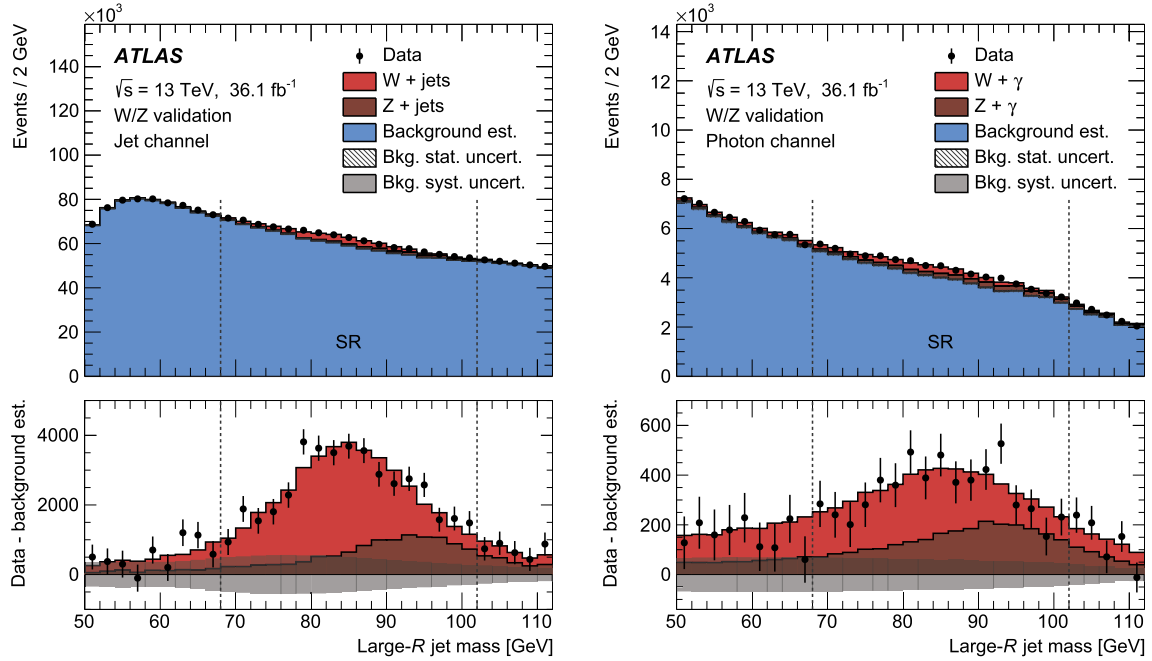 ×10³
Events / 2 GeV
140
120
100
80
60
40
20
0
ATLAS
√s = 13 TeV, 36.1 fb⁻¹
W/Z validation
Jet channel
Data
W + jets
Z + jets
Background est.
Bkg. stat. uncert.
Bkg. syst. uncert.
SR
Data - background est.
4000
2000
0
50 60 70 80 90 100 110
Large-R jet mass [GeV]
×10³
Events / 2 GeV
14
12
10
8
6
4
2
0
ATLAS
√s = 13 TeV, 36.1 fb⁻¹
W/Z validation
Photon channel
Data
W + γ
Z + γ
Background est.
Bkg. stat. uncert.
Bkg. syst. uncert.
SR
Data - background est.
600
400
200
0
50 60 70 80 90 100 110
Large-R jet mass [GeV]